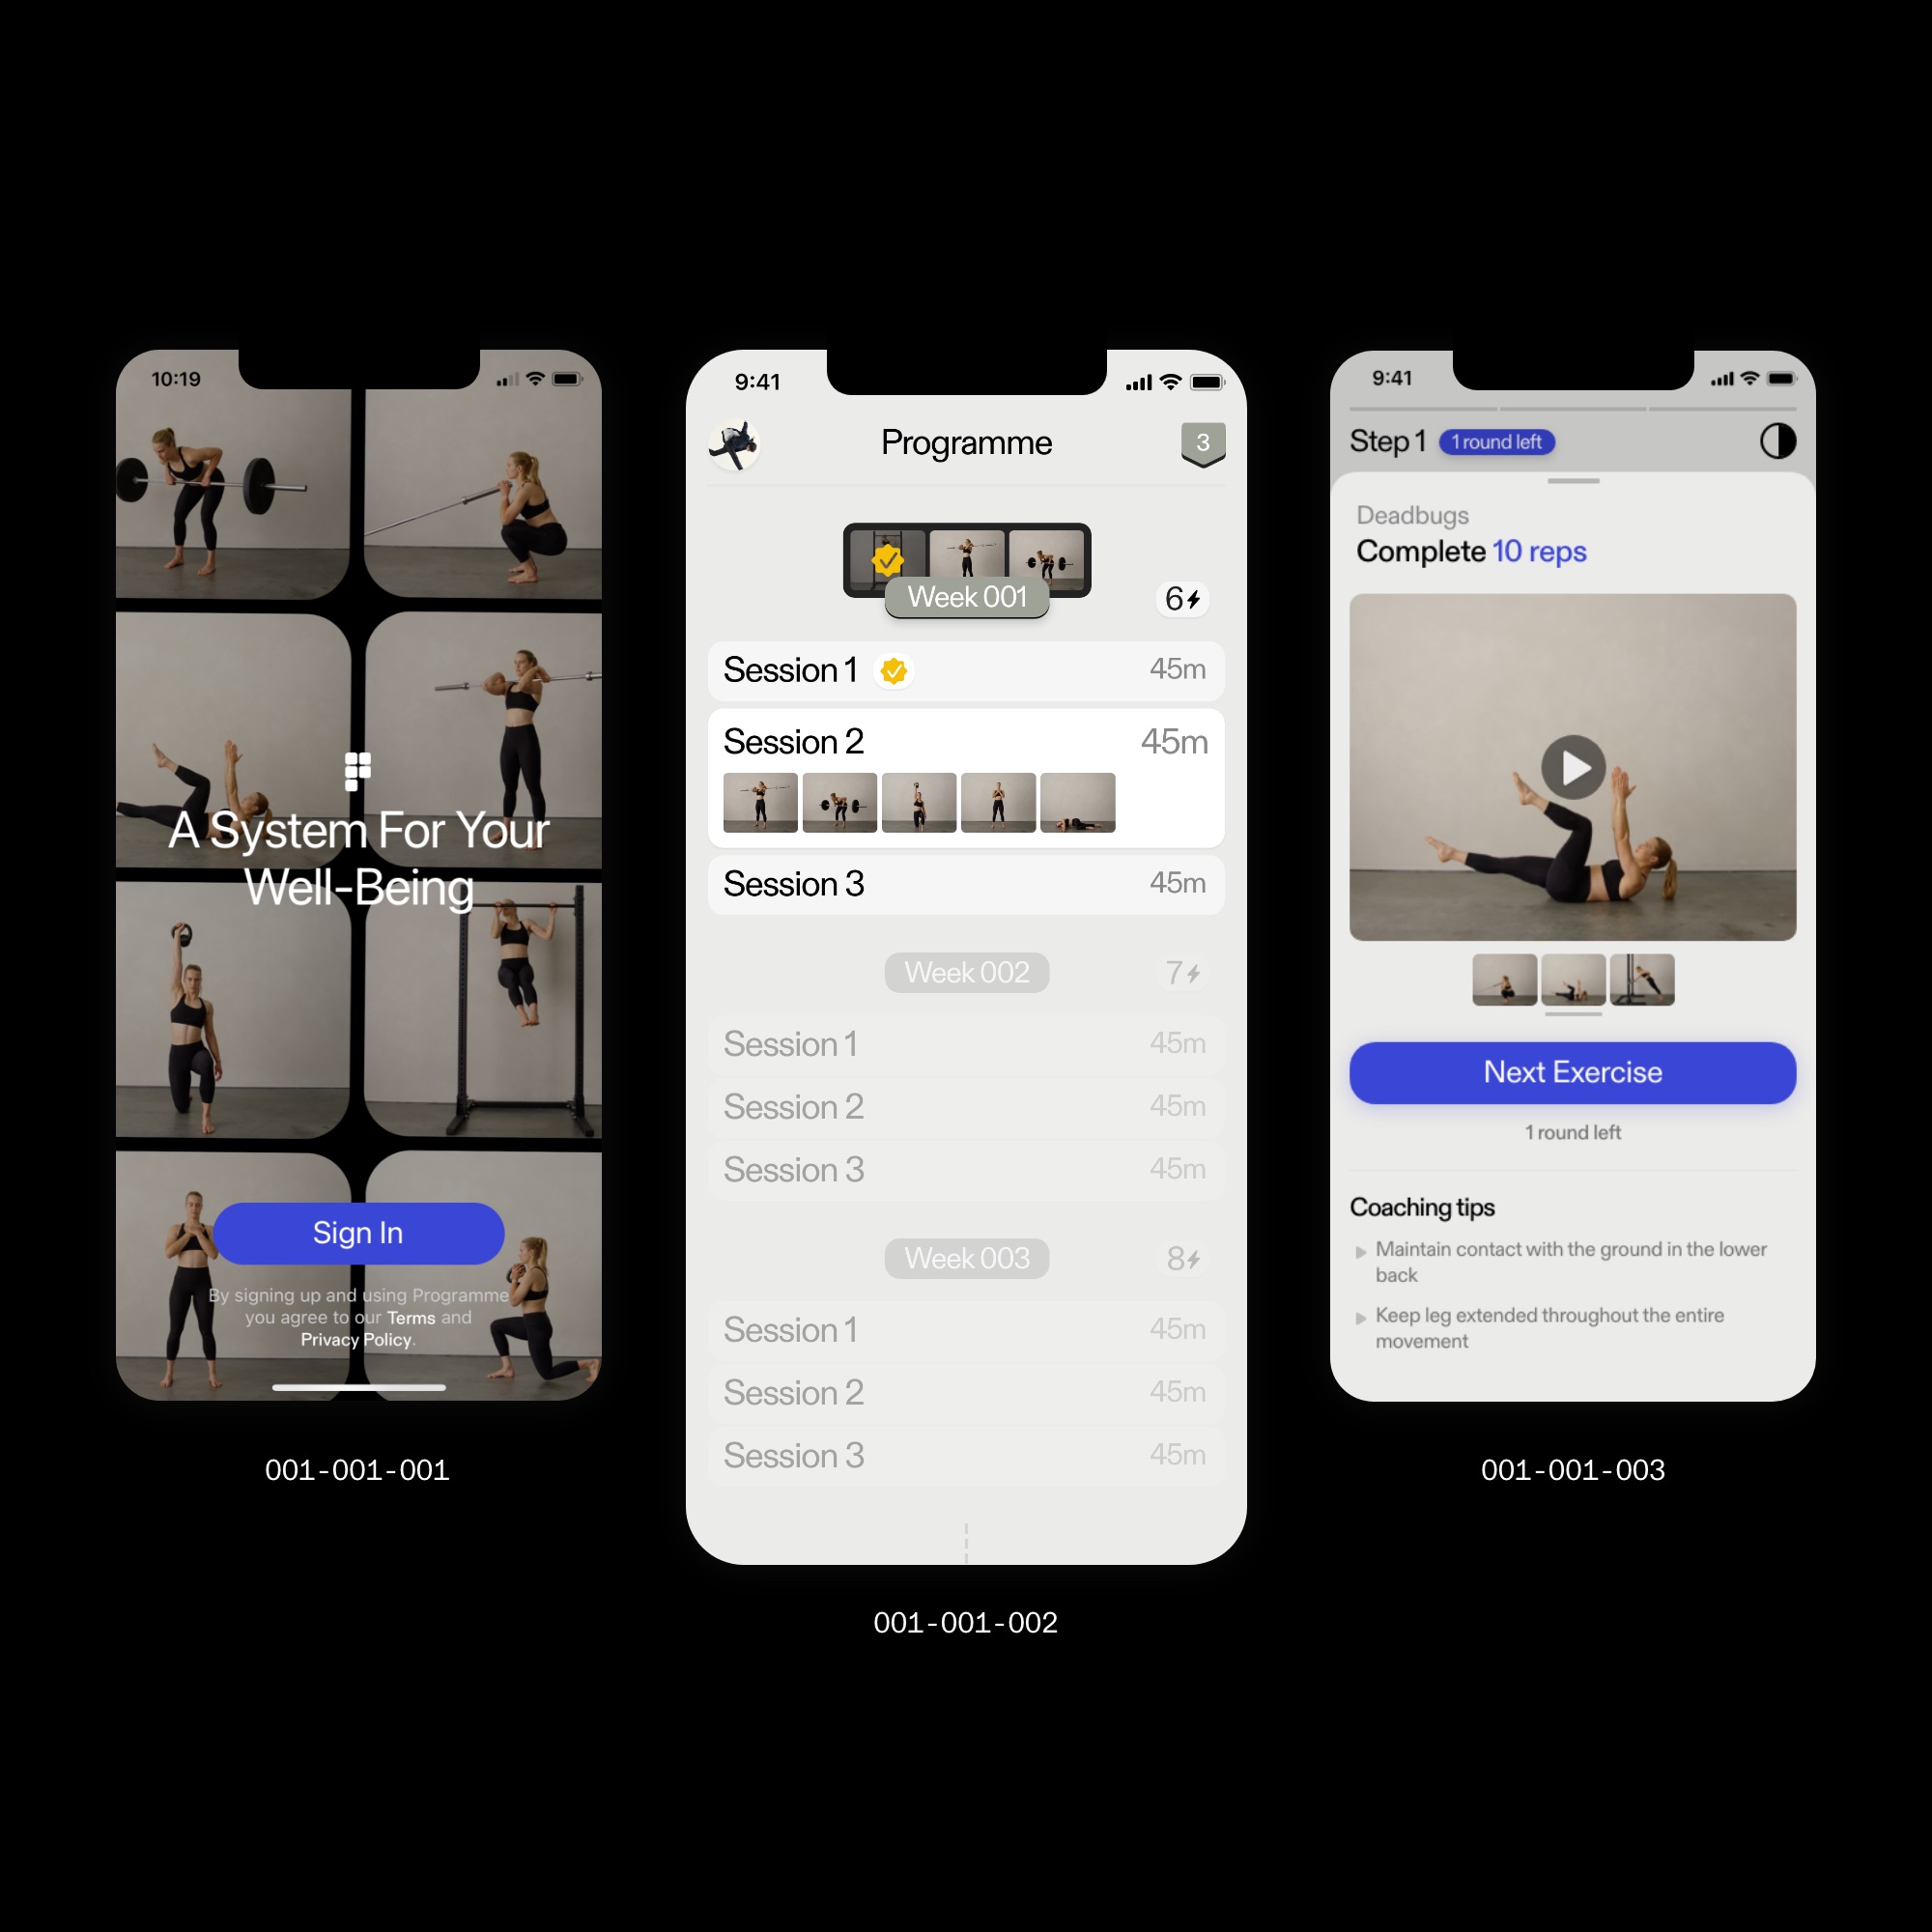 10:19
A System For Your
Well-Being
Sign In
By signing up and using Programme
you agree to our Terms and
Privacy Policy.
001-001-001
9:41
Programme
3
Week 001
6
Session 1
45m
Session 2
45m
Session 3
45m
Week 002
7
Session 1
45m
Session 2
45m
Session 3
45m
Week 003
8
Session 1
45m
Session 2
45m
Session 3
45m
001-001-002
9:41
Step 1
1 round left
Deadbugs
Complete 10 reps
Next Exercise
1 round left
Coaching tips
Maintain contact with the ground in the lower
back
Keep leg extended throughout the entire
movement
001-001-003